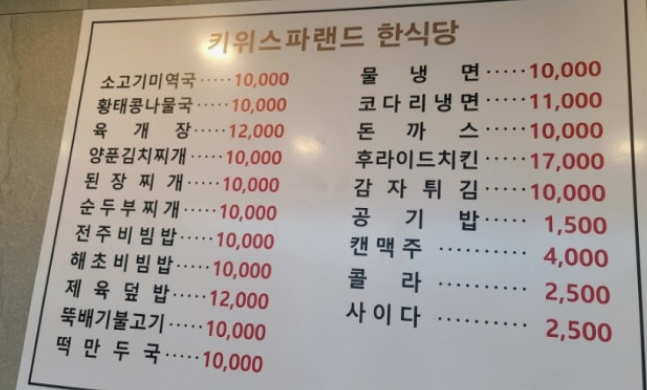 키위스파랜드 한식당
소고기미역국·····10,000
황태콩나물국·····10,000
육 개 장·····12,000
양푼김치찌개·····10,000
된 장 찌 개·····10,000
순두부찌개·····10,000
전주비빔밥·····10,000
해초비빔밥·····10,000
제 육 덮 밥·····12,000
뚝배기불고기·····10,000
떡 만 두 국·····10,000
물 냉 면·····10,000
코다리냉면·····11,000
돈 까 스·····10,000
후라이드치킨·····17,000
감 자 튀 김·····10,000
공 기 밥·····1,500
캔 맥 주··········4,000
콜 라··········2,500
사 이 다··········2,500